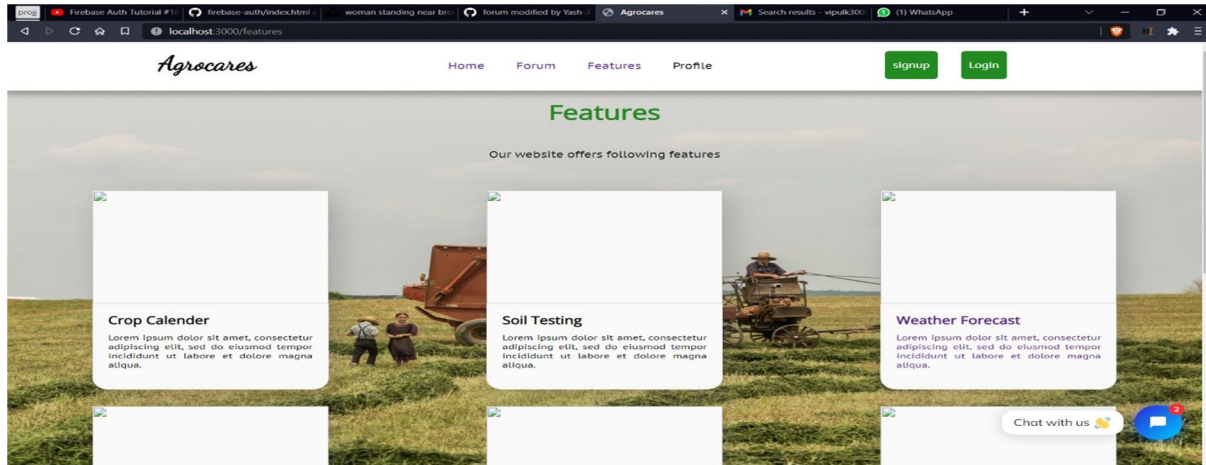 proj
Firebase Auth Tutorial #18
firebase-auth/index.html
woman standing near bro
forum modified by Yash-
Agrocares
Search results - vipulk300
(1) WhatsApp
localhost:3000/features
Agrocares
Home
Forum
Features
Profile
signup
Login
Features
Our website offers following features
Crop Calender
Lorem ipsum dolor sit amet, consectetur
adipiscing elit, sed do eiusmod tempor
incididunt ut labore et dolore magna
aliqua.
Soil Testing
Lorem ipsum dolor sit amet, consectetur
adipiscing elit, sed do eiusmod tempor
incididunt ut labore et dolore magna
aliqua.
Weather Forecast
Lorem ipsum dolor sit amet, consectetur
adipiscing elit, sed do eiusmod tempor
incididunt ut labore et dolore magna
aliqua.
Chat with us 👋
2